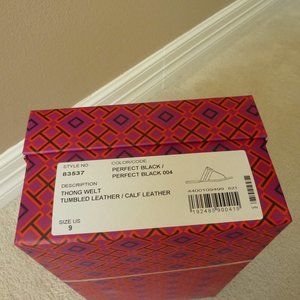 STYLE NO
COLOR/CODE
83537
PERFECT BLACK /
PERFECT BLACK 004
DESCRIPTION
THONG WELT
TUMBLED LEATHER / CALF LEATHER
SIZE US
9